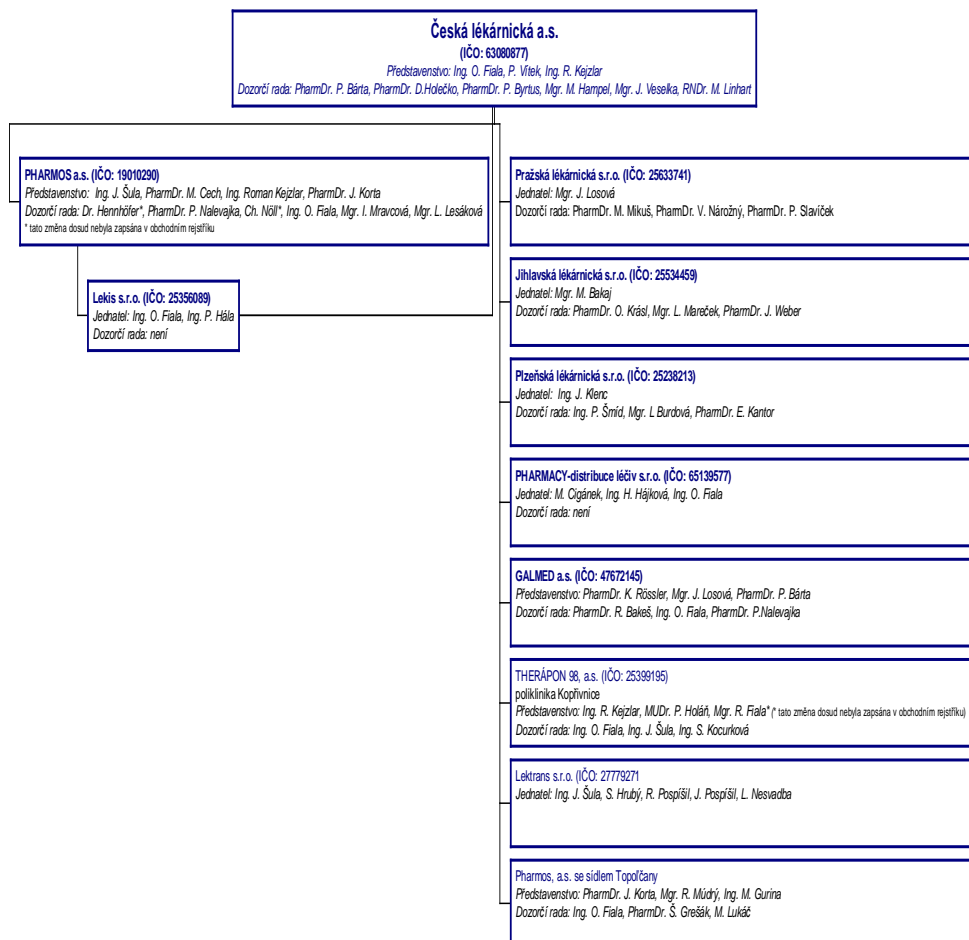 Česká lékárnická a.s.
(IČO: 63080877)
Představenstvo: Ing. O. Fiala, P. Vitek, Ing. R. Kejzlar
Dozorčí rada: PharmDr. P. Bárta, PharmDr. D.Holečko, PharmDr. P. Byrtus, Mgr. M. Hampel, Mgr. J. Veselka, RNDr. M. Linhart
PHARMOS a.s. (IČO: 19010290)
Představenstvo: Ing. J. Šula, PharmDr. M. Cech, Ing. Roman Kejzlar, PharmDr. J. Korta
Dozorčí rada: Dr. Hennhöfer*, PharmDr. P. Nalevajka, Ch. Nöll*, Ing. O. Fiala, Mgr. I. Mravcová, Mgr. L. Lesáková
* tato změna dosud nebyla zapsána v obchodním rejstříku
Lekis s.r.o. (IČO: 25356089)
Jednatel: Ing. O. Fiala, Ing. P. Hála
Dozorčí rada: není
Pražská lékárnická s.r.o. (IČO: 25633741)
Jednatel: Mgr. J. Losová
Dozorčí rada: PharmDr. M. Mikuš, PharmDr. V. Nárožný, PharmDr. P. Slavíček
Jihlavská lékárnická s.r.o. (IČO: 25534459)
Jednatel: Mgr. M. Bakaj
Dozorčí rada: PharmDr. O. Krásl, Mgr. L. Mareček, PharmDr. J. Weber
Plzeňská lékárnická s.r.o. (IČO: 25238213)
Jednatel: Ing. J. Klenc
Dozorčí rada: Ing. P. Šmíd, Mgr. L Burdová, PharmDr. E. Kantor
PHARMACY-distribuce léčiv s.r.o. (IČO: 65139577)
Jednatel: M. Cigánek, Ing. H. Hájková, Ing. O. Fiala
Dozorčí rada: není
GALMED a.s. (IČO: 47672145)
Představenstvo: PharmDr. K. Rössler, Mgr. J. Losová, PharmDr. P. Bárta
Dozorčí rada: PharmDr. R. Bakeš, Ing. O. Fiala, PharmDr. P.Nalevajka
THERÁPON 98, a.s. (IČO: 25399195)
poliklinika Kopřivnice
Představenstvo: Ing. R. Kejzlar, MUDr. P. Holáň, Mgr. R. Fiala* (* tato změna dosud nebyla zapsána v obchodním rejstříku)
Dozorčí rada: Ing. O. Fiala, Ing. J. Šula, Ing. S. Kocurková
Lektrans s.r.o. (IČO: 27779271
Jednatel: Ing. J. Šula, S. Hrubý, R. Pospíšil, J. Pospíšil, L. Nesvadba
Pharmos, a.s. se sídlem Topoľčany
Představenstvo: PharmDr. J. Korta, Mgr. R. Múdrý, Ing. M. Gurina
Dozorčí rada: Ing. O. Fiala, PharmDr. Š. Grešák, M. Lukáč